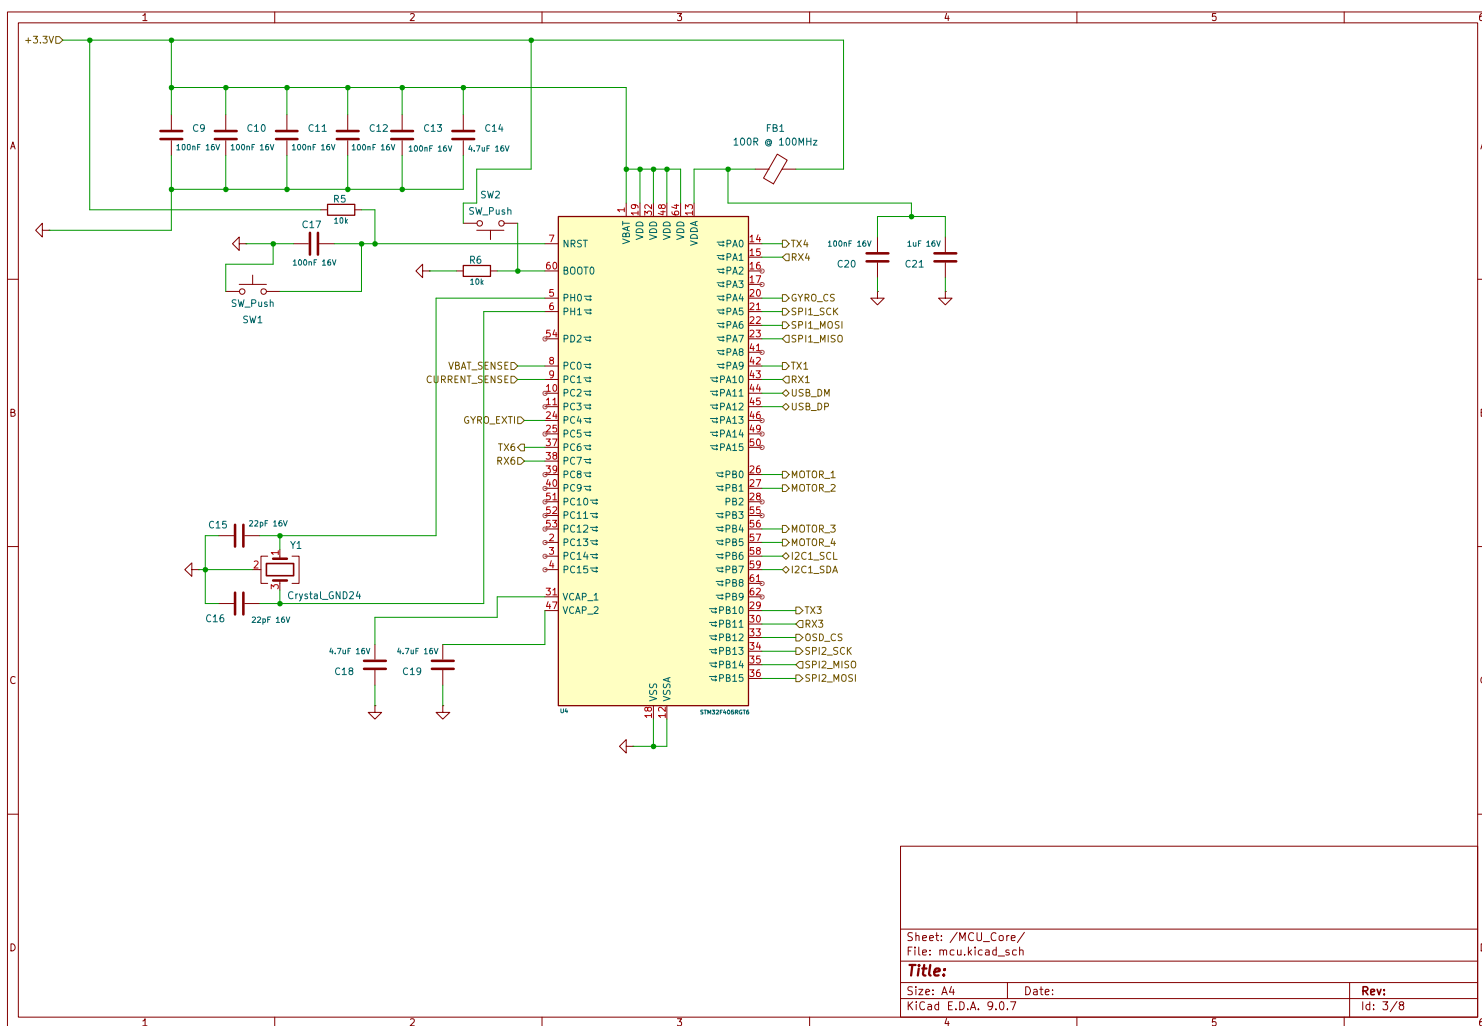 1 2 3 4 5 6
+3.3V
A
C9
100nF 16V
C10
100nF 16V
C11
100nF 16V
C12
100nF 16V
C13
100nF 16V
C14
4.7uF 16V
FB1
100R @ 100MHz
R5
10k
SW2
SW_Push
C17
100nF 16V
R6
10k
SW_Push
SW1
1 19 32 48 64 13
VBAT VDD VDD VDD VDD VDDA
7 NRST
60 BOOT0
5 PH0
6 PH1
54 PD2
VBAT_SENSE 8 PC0
CURRENT_SENSE 9 PC1
10 PC2
11 PC3
GYRO_EXTI 24 PC4
25 PC5
TX6 37 PC6
RX6 38 PC7
39 PC8
40 PC9
51 PC10
52 PC11
53 PC12
2 PC13
3 PC14
4 PC15
31 VCAP_1
47 VCAP_2
PA0 14 TX4
PA1 15 RX4
PA2 16
PA3 17
PA4 20 GYRO_CS
PA5 21 SPI1_SCK
PA6 22 SPI1_MOSI
PA7 23 SPI1_MISO
PA8 41
PA9 42 TX1
PA10 43 RX1
PA11 44 USB_DM
PA12 45 USB_DP
PA13 46
PA14 49
PA15 50
PB0 26 MOTOR_1
PB1 27 MOTOR_2
PB2 28
PB3 55
PB4 56 MOTOR_3
PB5 57 MOTOR_4
PB6 58 I2C1_SCL
PB7 59 I2C1_SDA
PB8 61
PB9 62
PB10 29 TX3
PB11 30 RX3
PB12 33 OSD_CS
PB13 34 SPI2_SCK
PB14 35 SPI2_MISO
PB15 36 SPI2_MOSI
VSS VSSA
18 12
U4
STM32F405RGT6
100nF 16V
C20
1uF 16V
C21
B
C15
22pF 16V
Y1
1
2
3
Crystal_GND24
C16
22pF 16V
4.7uF 16V
C18
4.7uF 16V
C19
C
D
Sheet: /MCU_Core/
File: mcu.kicad_sch
Title:
Size: A4 Date: Rev:
KiCad E.D.A. 9.0.7 Id: 3/8
1 2 3 4 5 6